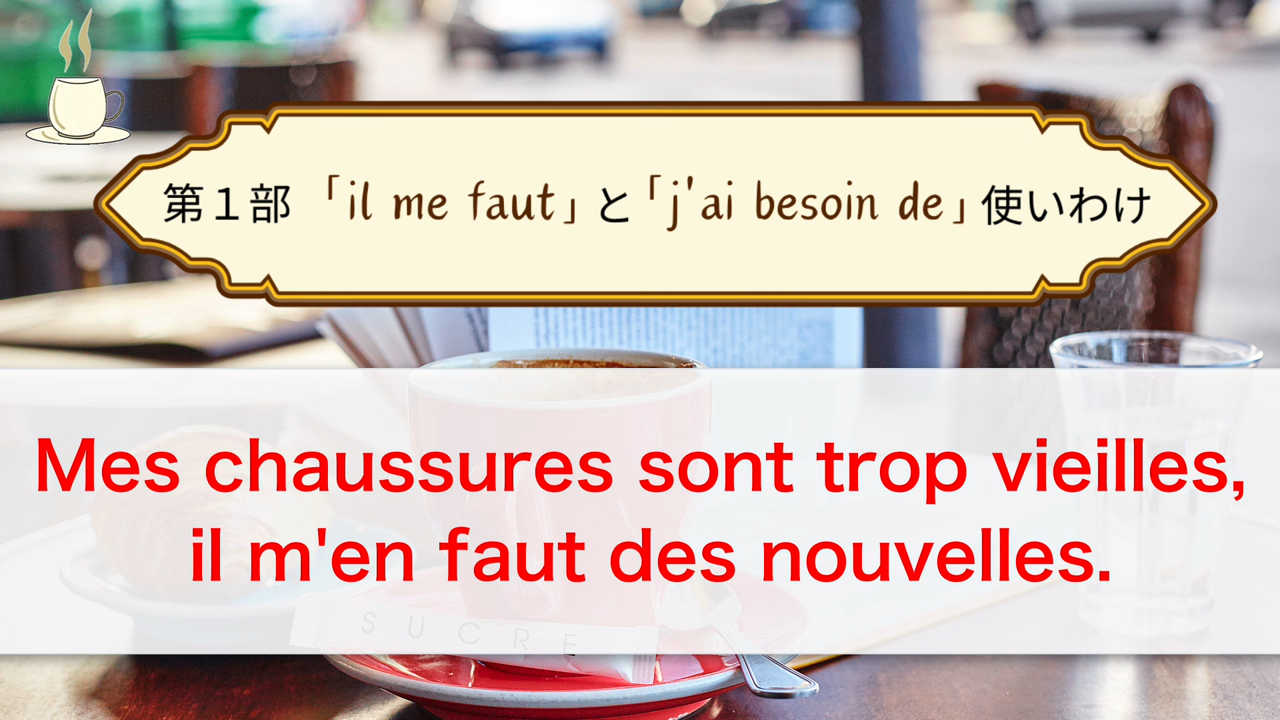 第１部 「il me faut」と「j'ai besoin de」使いわけ
Mes chaussures sont trop vieilles,
il m'en faut des nouvelles.
SUCRE